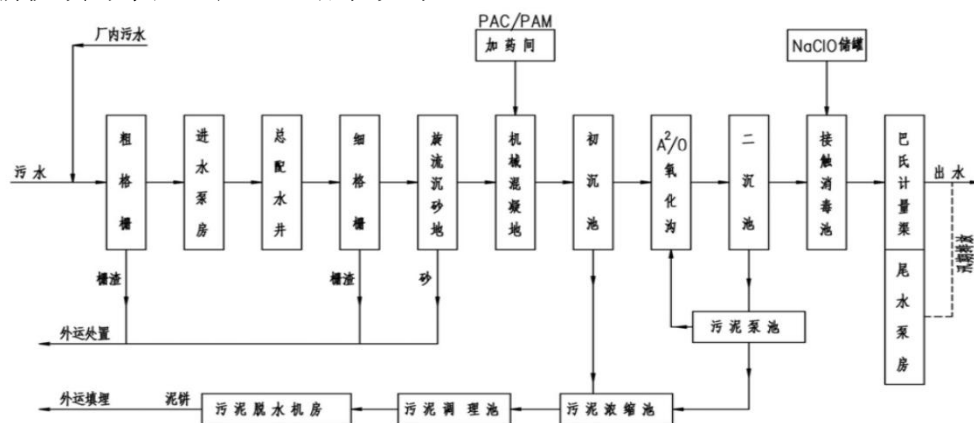 厂内污水
PAC/PAM
加药间
NaClO储罐
污水
粗格栅
进水泵房
总配水井
细格栅
旋流沉砂地
机械混凝地
初沉池
A²/O氧化沟
二沉池
接触消毒池
巴氏计量渠
出水
尾水泵房
栅渣
栅渣
砂
外运处置
污泥泵池
外运填埋
泥饼
污泥脱水机房
污泥调理池
污泥浓缩池